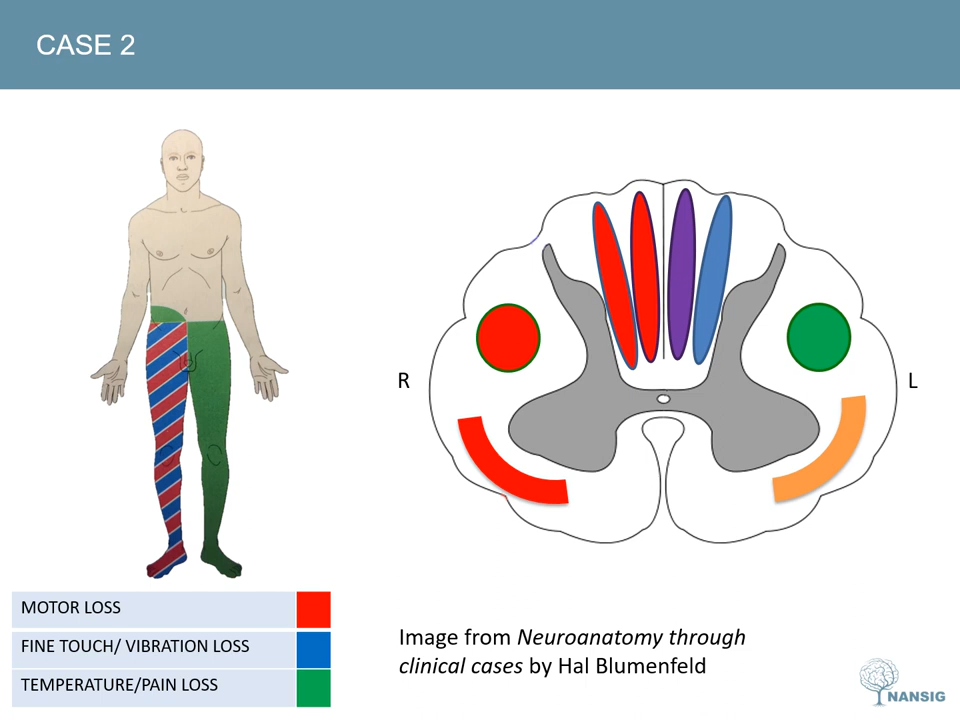 CASE 2
R
L
MOTOR LOSS
FINE TOUCH/ VIBRATION LOSS
TEMPERATURE/PAIN LOSS
Image from Neuroanatomy through
clinical cases by Hal Blumenfeld
NANSIG